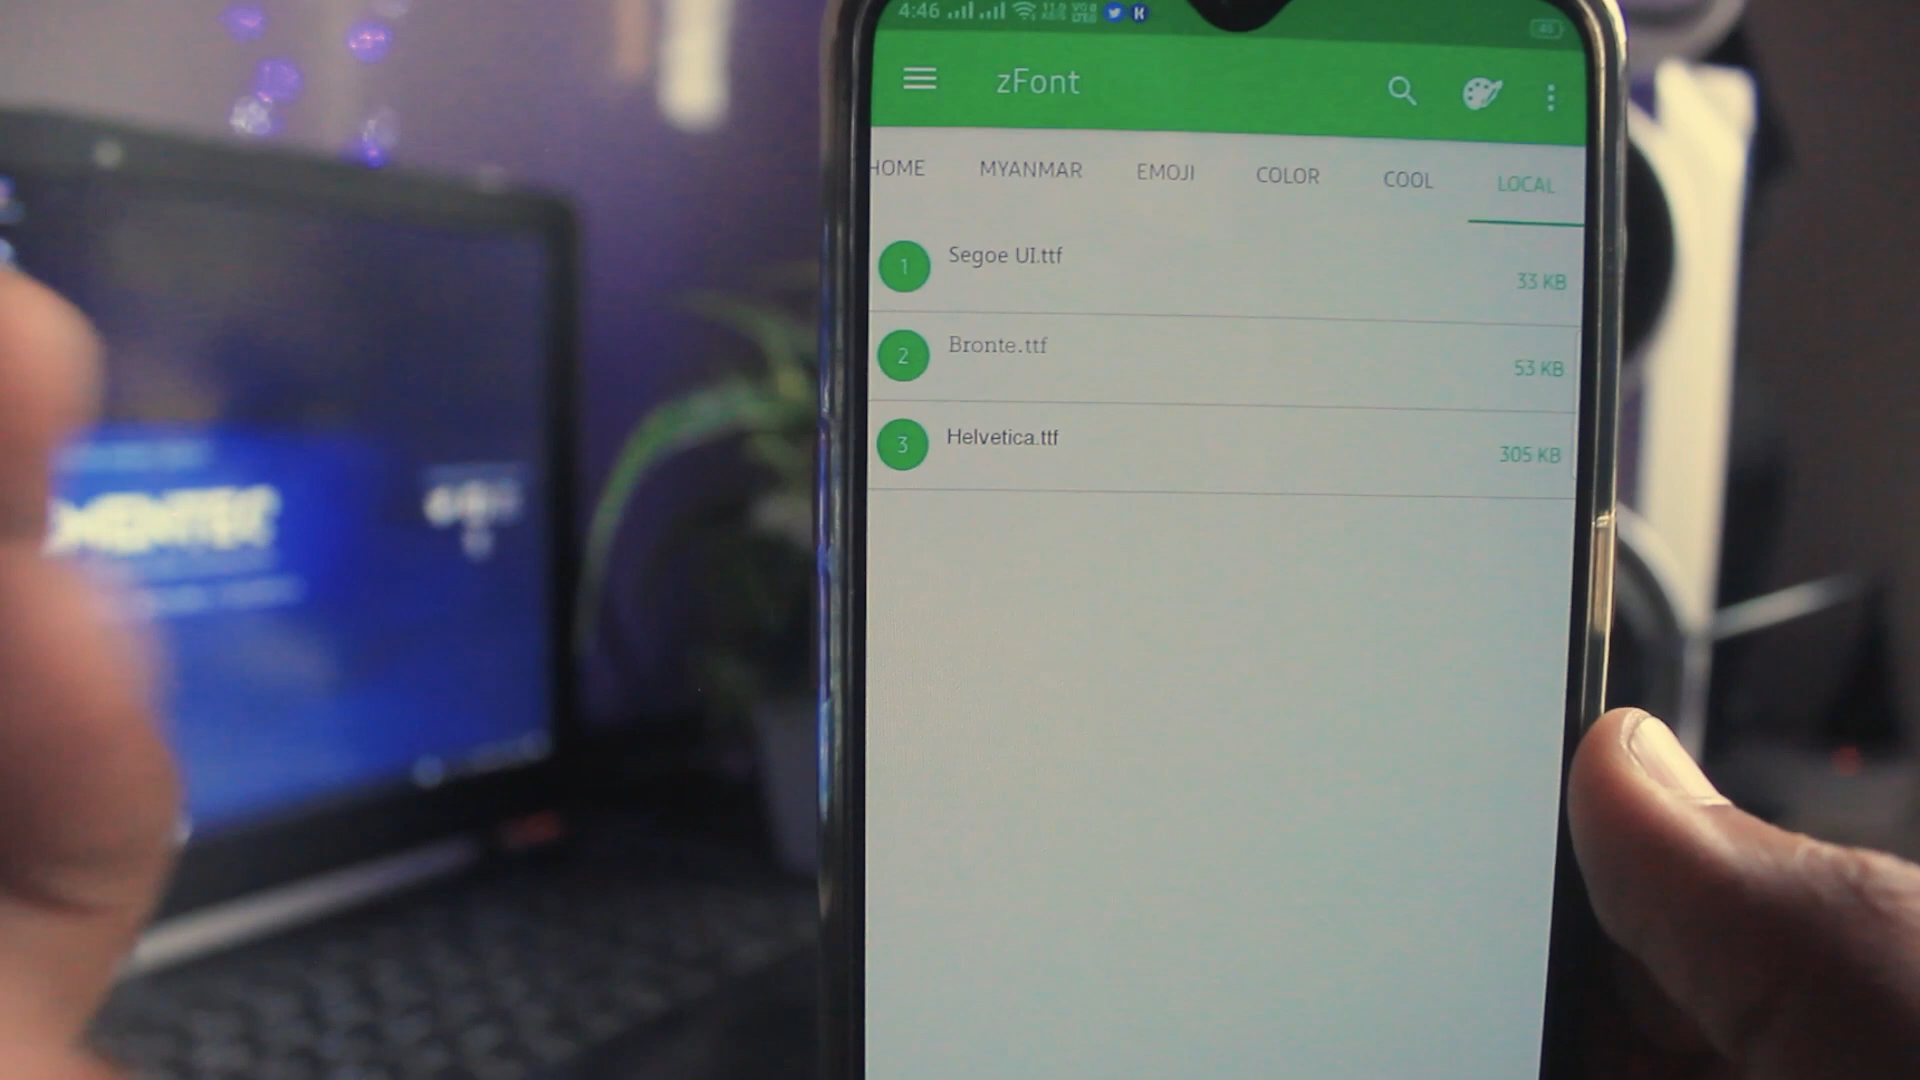 4:46
zFont
HOME MYANMAR EMOJI COLOR COOL LOCAL
1 Segoe UI.ttf 33 KB
2 Bronte.ttf 53 KB
3 Helvetica.ttf 305 KB